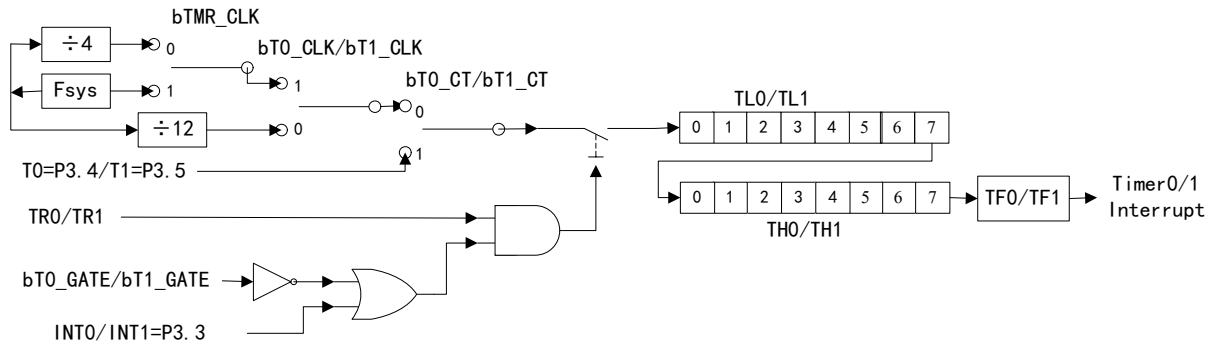 bTMR_CLK
÷4
0
bT0_CLK/bT1_CLK
Fsys
1
1
bT0_CT/bT1_CT
0
÷12
0
1
T0=P3.4/T1=P3.5
TL0/TL1
0 1 2 3 4 5 6 7
0 1 2 3 4 5 6 7
TH0/TH1
TF0/TF1
Timer0/1
Interrupt
TR0/TR1
bT0_GATE/bT1_GATE
INT0/INT1=P3.3